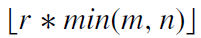 ⌊r ∗ min(m, n)⌋